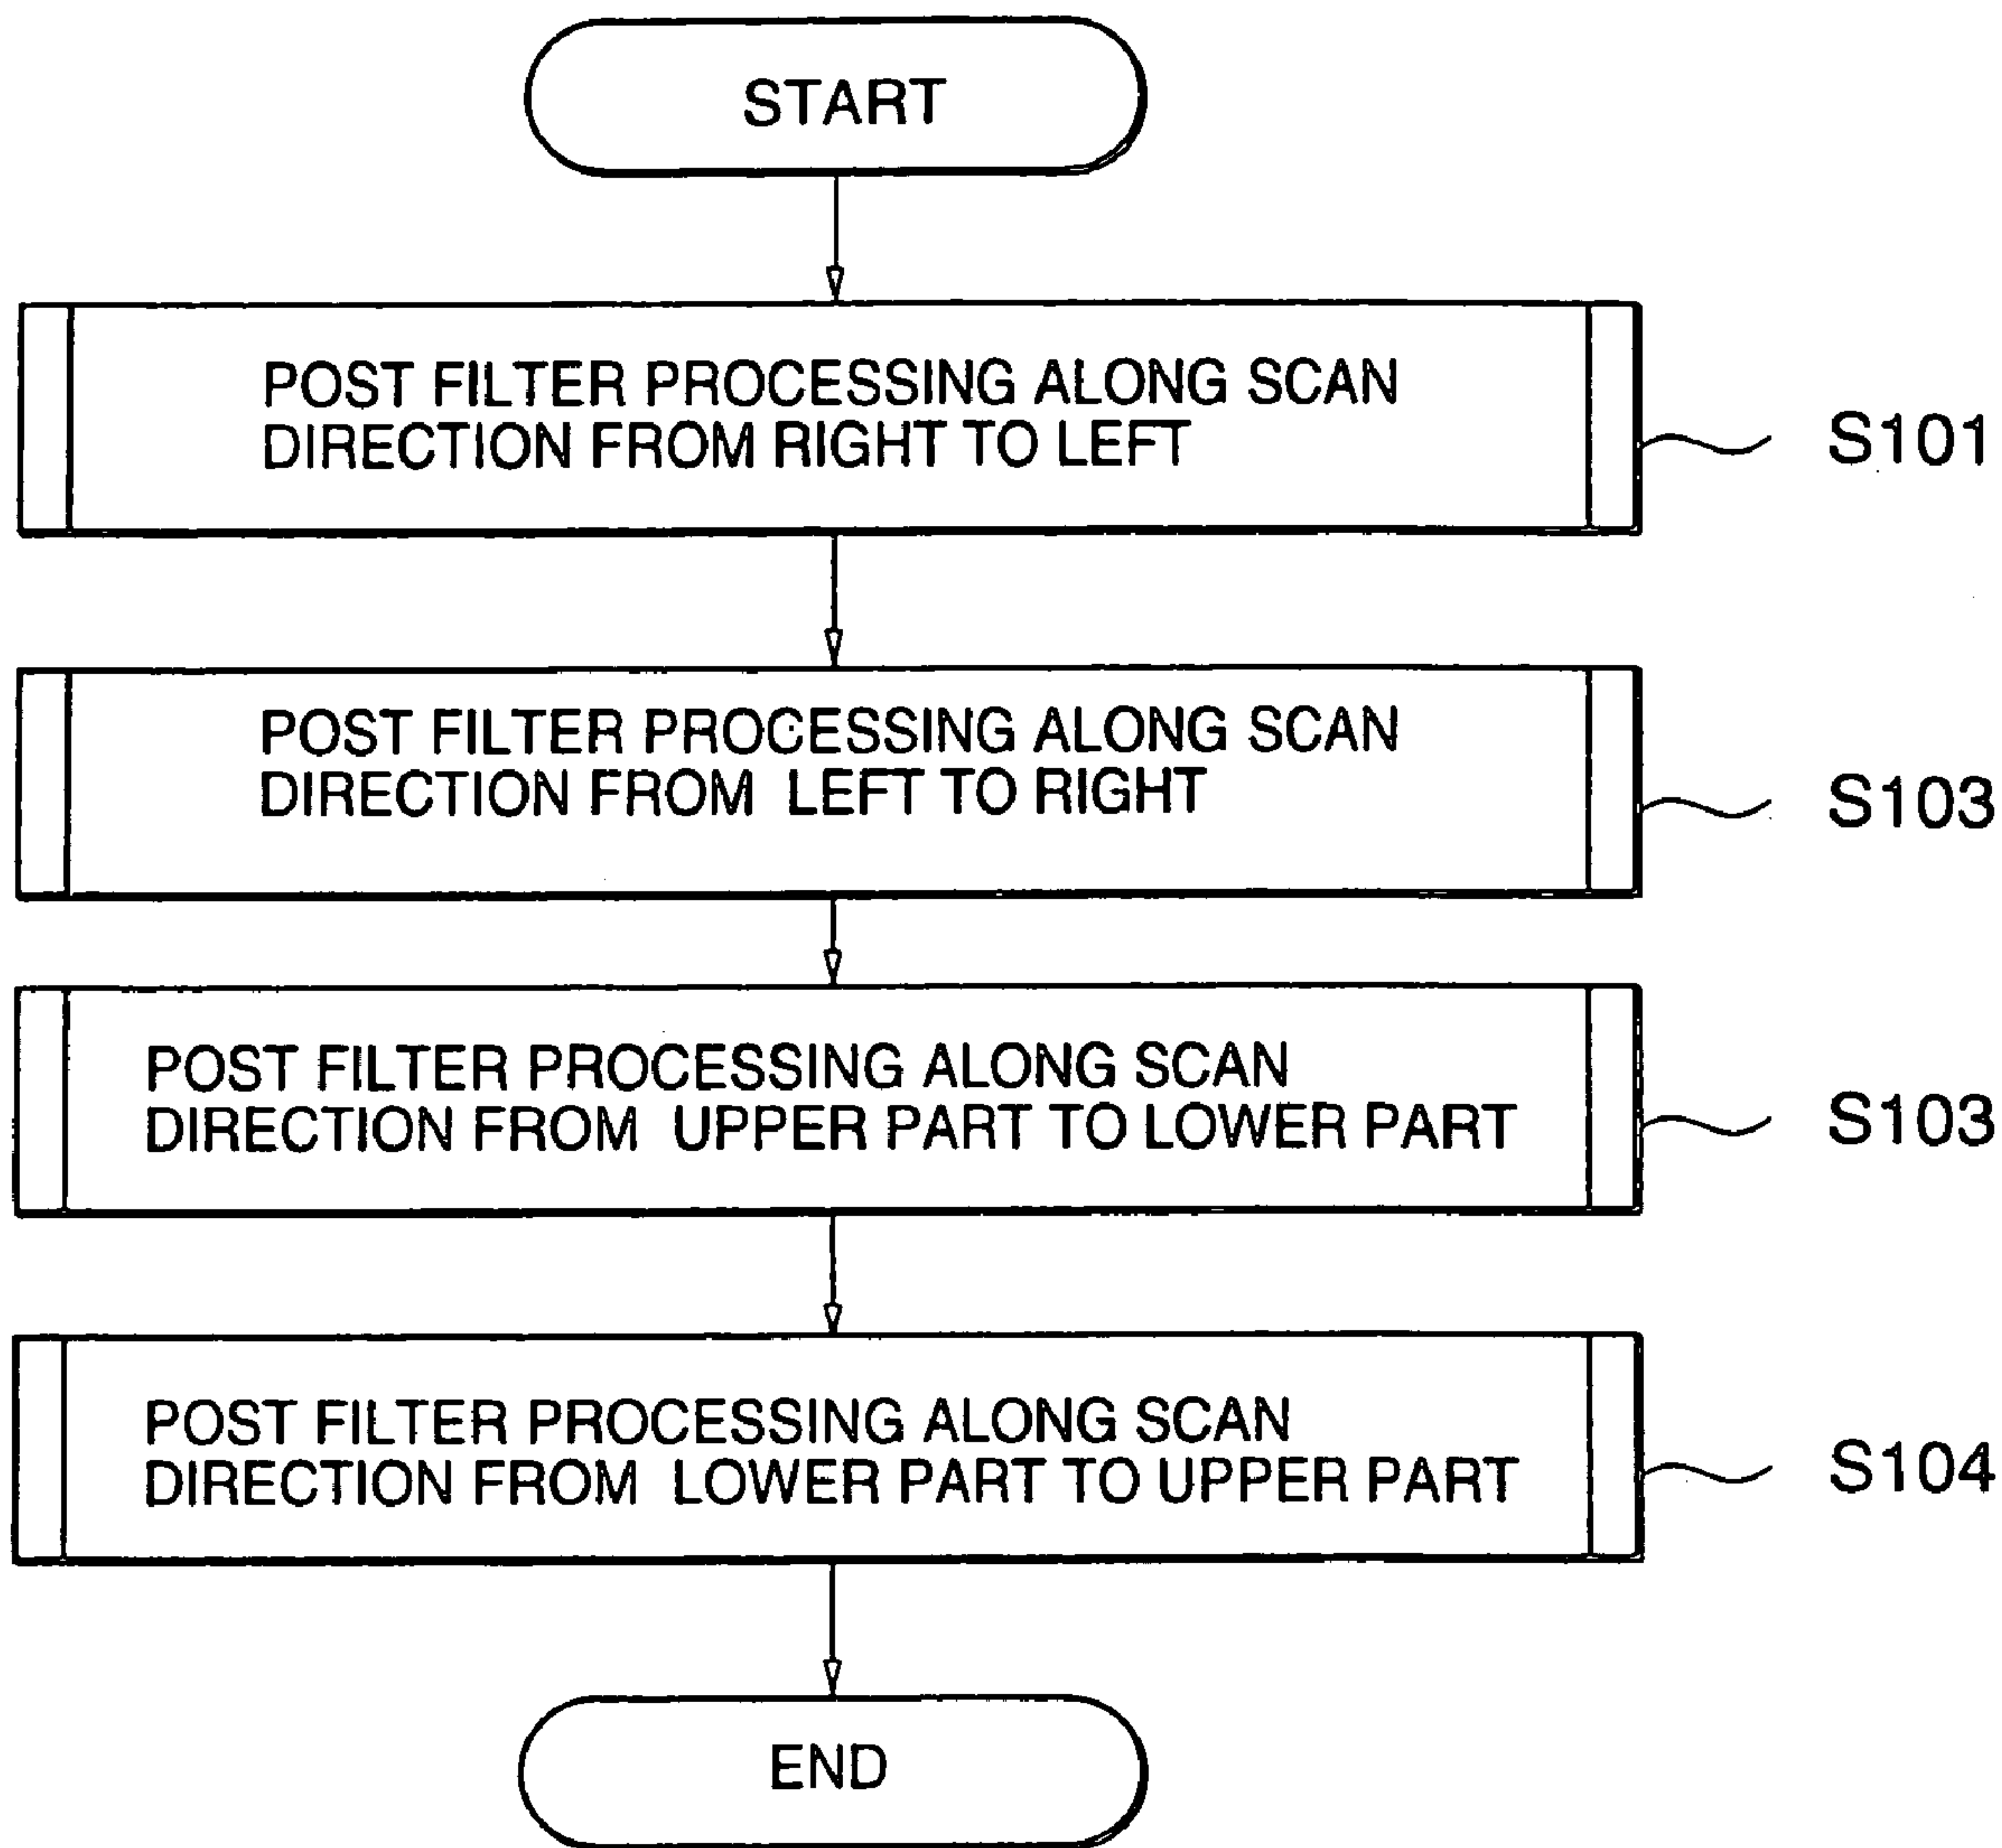 START
POST FILTER PROCESSING ALONG SCAN
DIRECTION FROM RIGHT TO LEFT
S101
POST FILTER PROCESSING ALONG SCAN
DIRECTION FROM LEFT TO RIGHT
S103
POST FILTER PROCESSING ALONG SCAN
DIRECTION FROM UPPER PART TO LOWER PART
S103
POST FILTER PROCESSING ALONG SCAN
DIRECTION FROM LOWER PART TO UPPER PART
S104
END